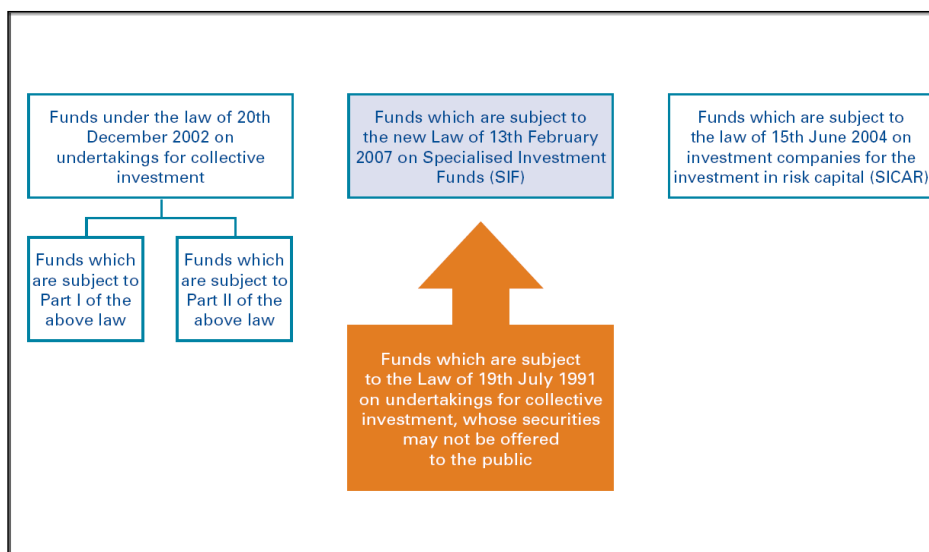 Funds under the law of 20th
December 2002 on
undertakings for collective
investment
Funds which are subject to
the new Law of 13th February
2007 on Specialised Investment
Funds (SIF)
Funds which are subject to
the law of 15th June 2004 on
investment companies for the
investment in risk capital (SICAR)
Funds which
are subject to
Part I of the
above law
Funds which
are subject to
Part II of the
above law
Funds which are subject
to the Law of 19th July 1991
on undertakings for collective
investment, whose securities
may not be offered
to the public